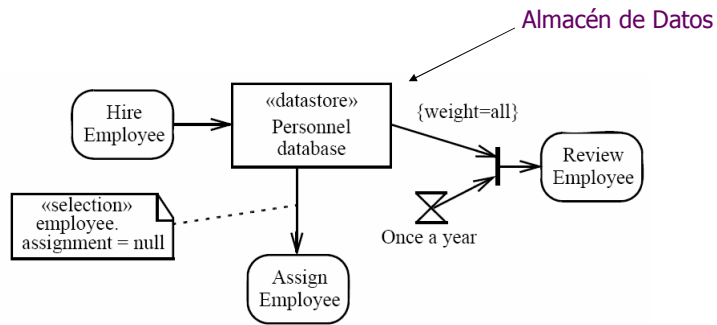 Almacén de Datos
«datastore»
Personnel
database
Hire
Employee
{weight=all}
Review
Employee
«selection»
employee.
assignment = null
Once a year
Assign
Employee